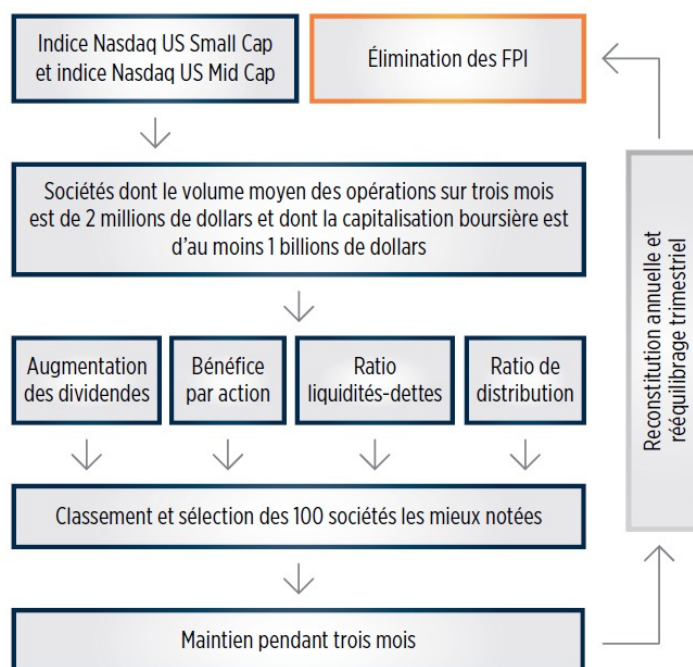 Indice Nasdaq US Small Cap
et indice Nasdaq US Mid Cap
Élimination des FPI
Sociétés dont le volume moyen des opérations sur trois mois
est de 2 millions de dollars et dont la capitalisation boursière est
d'au moins 1 billions de dollars
Augmentation
des dividendes
Bénéfice
par action
Ratio
liquidités-dettes
Ratio de
distribution
Classement et sélection des 100 sociétés les mieux notées
Maintien pendant trois mois
Reconstitution annuelle et
rééquilibrage trimestriel